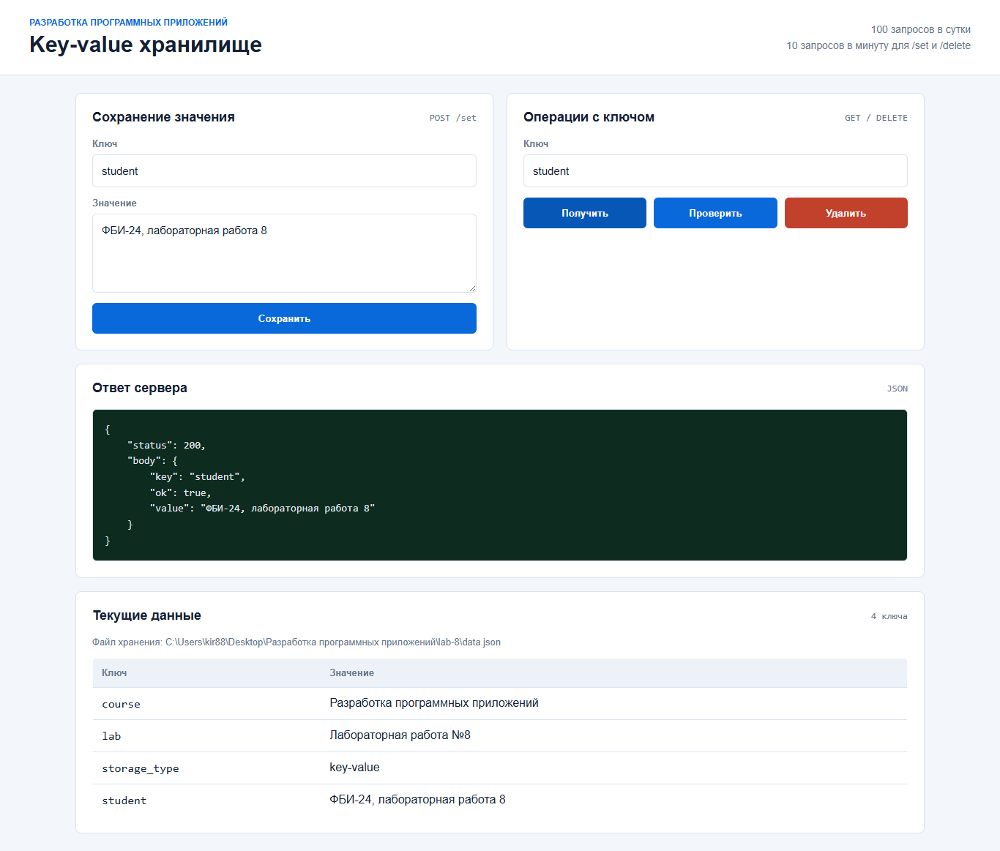 РАЗРАБОТКА ПРОГРАММНЫХ ПРИЛОЖЕНИЙ
Key-value хранилище
100 запросов в сутки
10 запросов в минуту для /set и /delete
Сохранение значения
POST /set
Ключ
student
Значение
ФБИ-24, лабораторная работа 8
Сохранить
Операции с ключом
GET / DELETE
Ключ
student
Получить
Проверить
Удалить
Ответ сервера
JSON
{
    "status": 200,
    "body": {
        "key": "student",
        "ok": true,
        "value": "ФБИ-24, лабораторная работа 8"
    }
}
Текущие данные
4 ключа
Файл хранения: C:\Users\kir88\Desktop\Разработка программных приложений\lab-8\data.json
Ключ Значение
course Разработка программных приложений
lab Лабораторная работа №8
storage_type key-value
student ФБИ-24, лабораторная работа 8